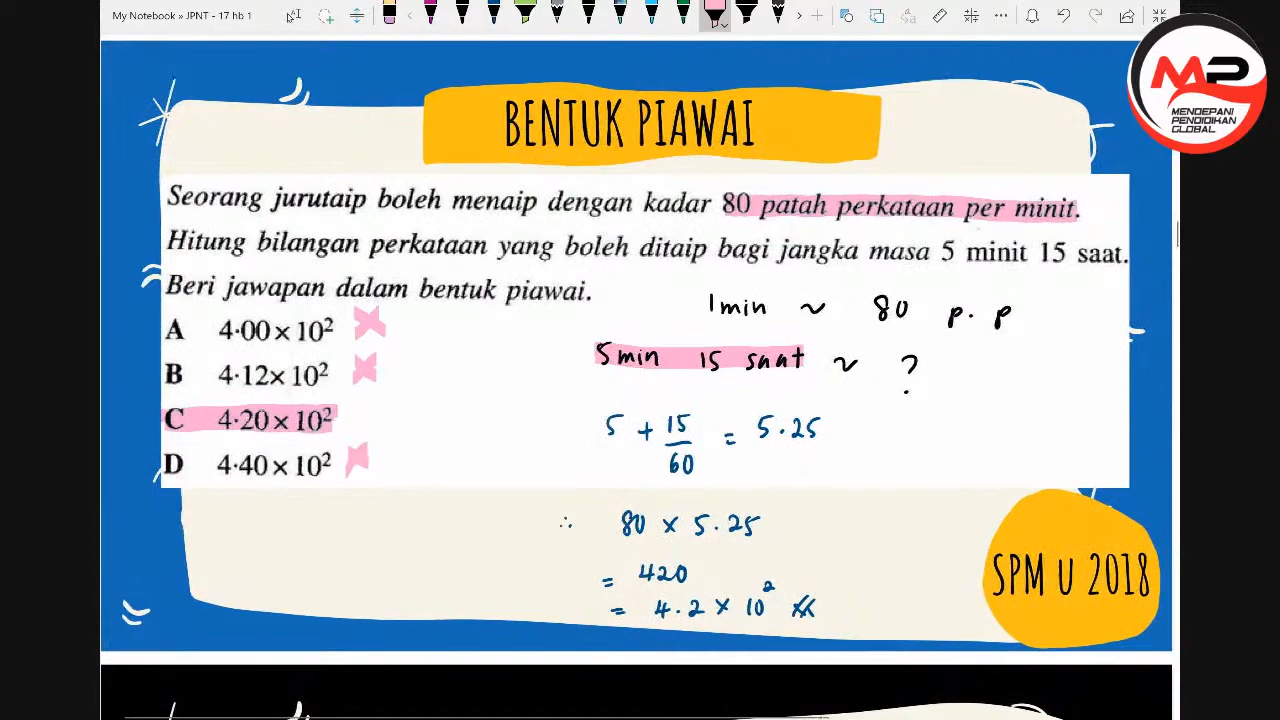 My Notebook » JPNT - 17 hb 1
MP
MENDEPANI
PENDIDIKAN
GLOBAL
BENTUK PIAWAI
Seorang jurutaip boleh menaip dengan kadar 80 patah perkataan per minit.
Hitung bilangan perkataan yang boleh ditaip bagi jangka masa 5 minit 15 saat.
Beri jawapan dalam bentuk piawai.
A 4·00 × 10²
B 4·12 × 10²
C 4·20 × 10²
D 4·40 × 10²
1min ~ 80 p. p
5min 15 saat ~ ?
5 + 15/60 = 5.25
∴ 80 × 5.25
= 420
= 4.2 × 10²
SPM U 2018